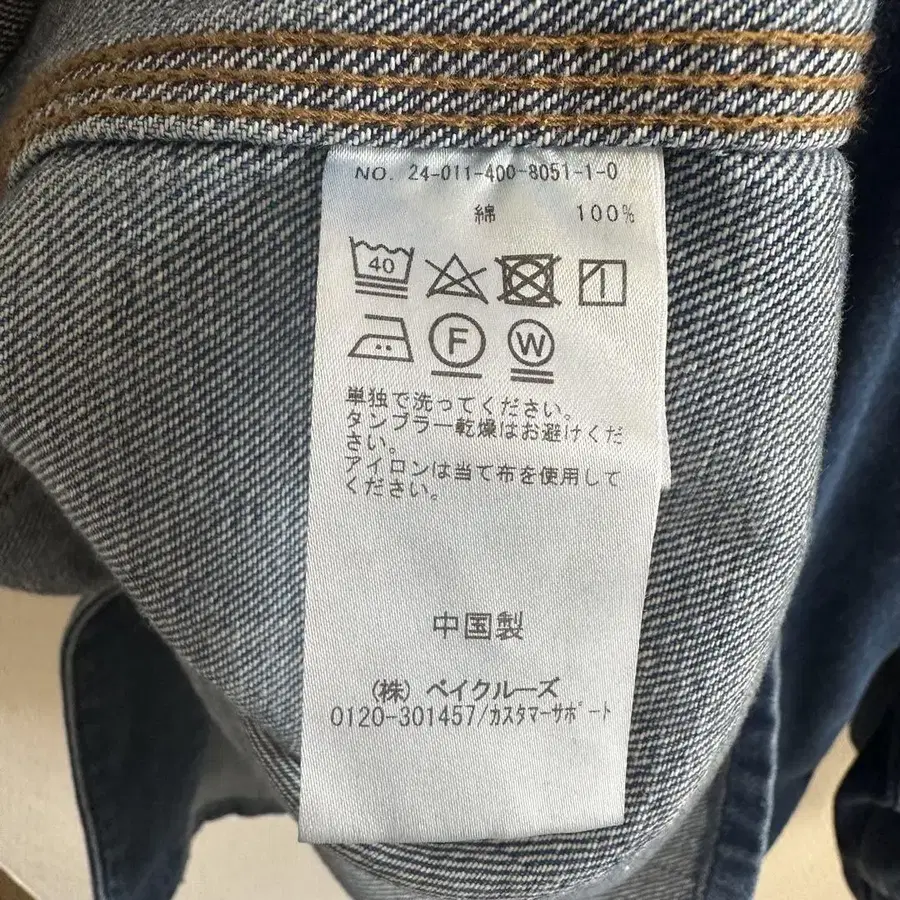 NO. 24-011-400-8051-1-0
綿 100%
40
F W
単独で洗ってください。
タンブラー乾燥はお避けくだ
さい。
アイロンは当て布を使用して
ください。
中国製
(株) ベイクルーズ
0120-301457/ｶｽﾀﾏｰｻﾎﾟｰﾄ